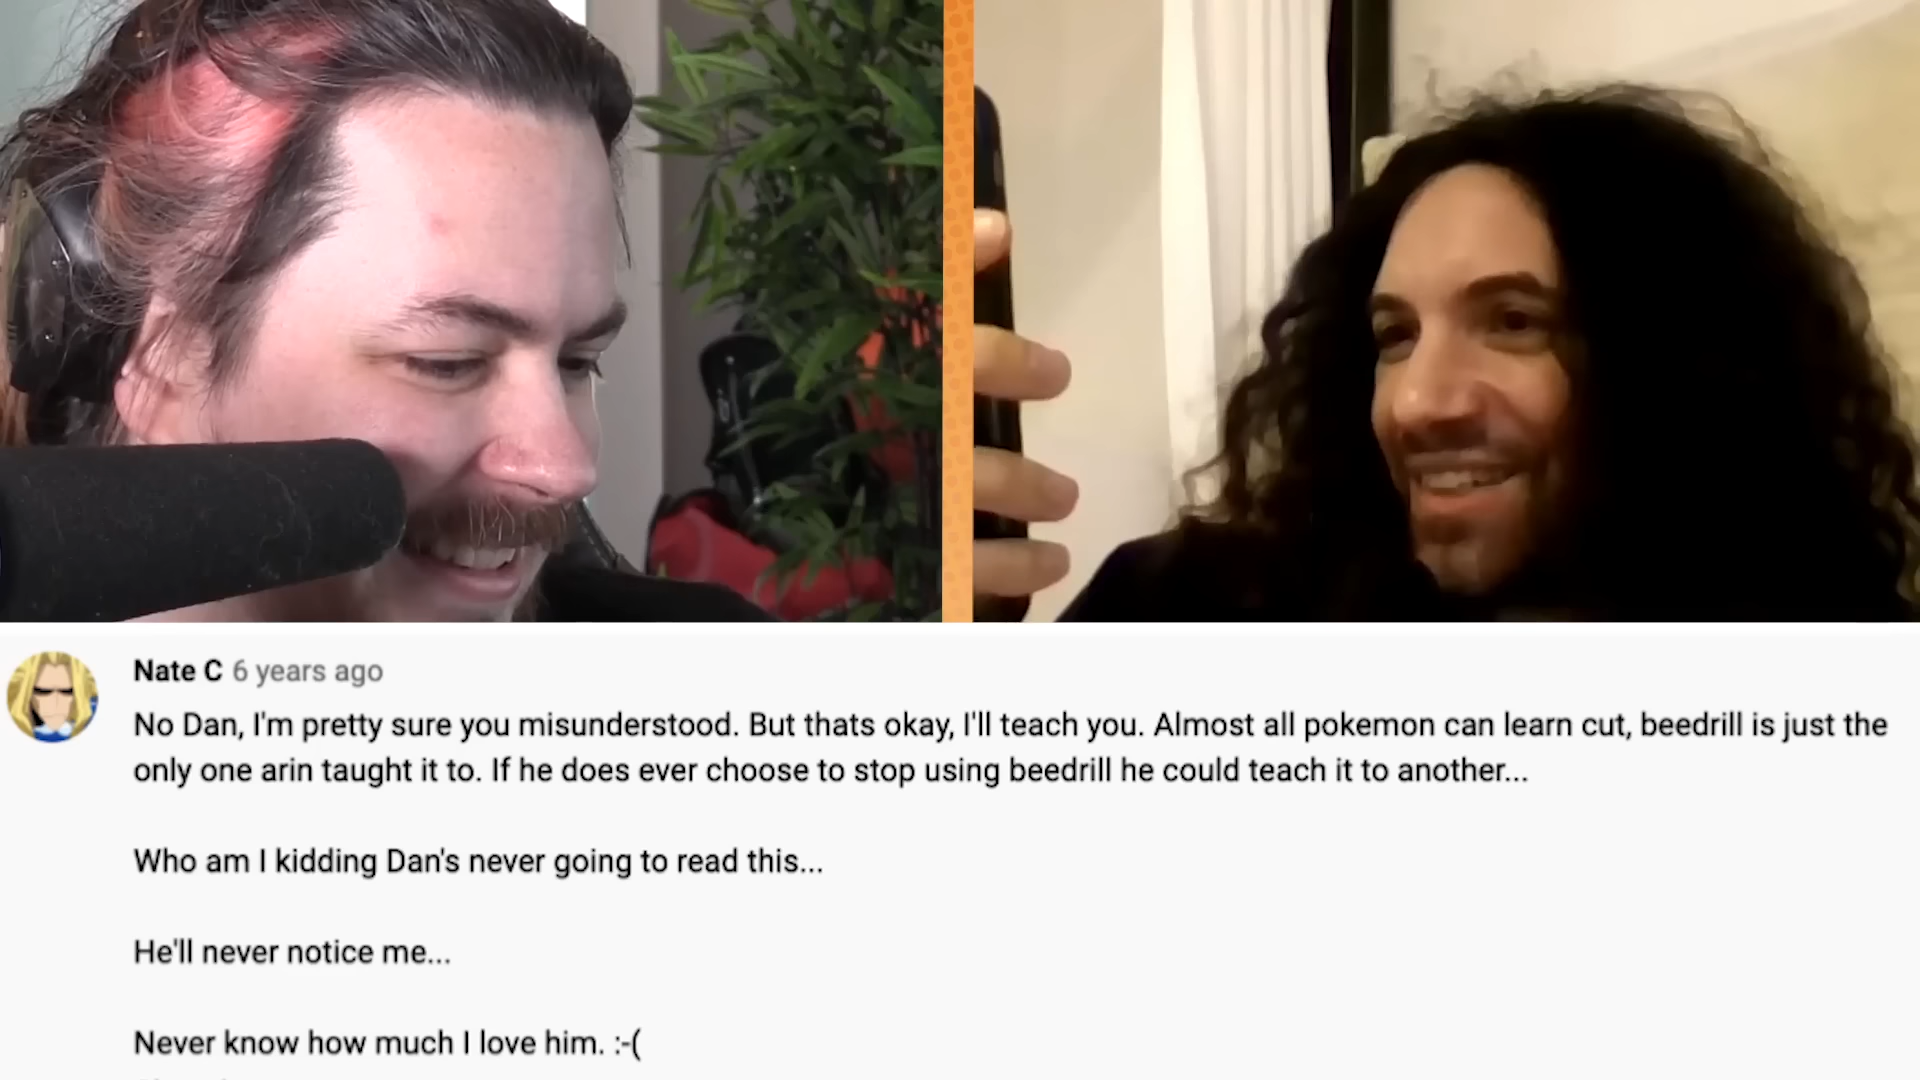 Nate C 6 years ago
No Dan, I'm pretty sure you misunderstood. But thats okay, I'll teach you. Almost all pokemon can learn cut, beedrill is just the
only one arin taught it to. If he does ever choose to stop using beedrill he could teach it to another...
Who am I kidding Dan's never going to read this...
He'll never notice me...
Never know how much I love him. :-(